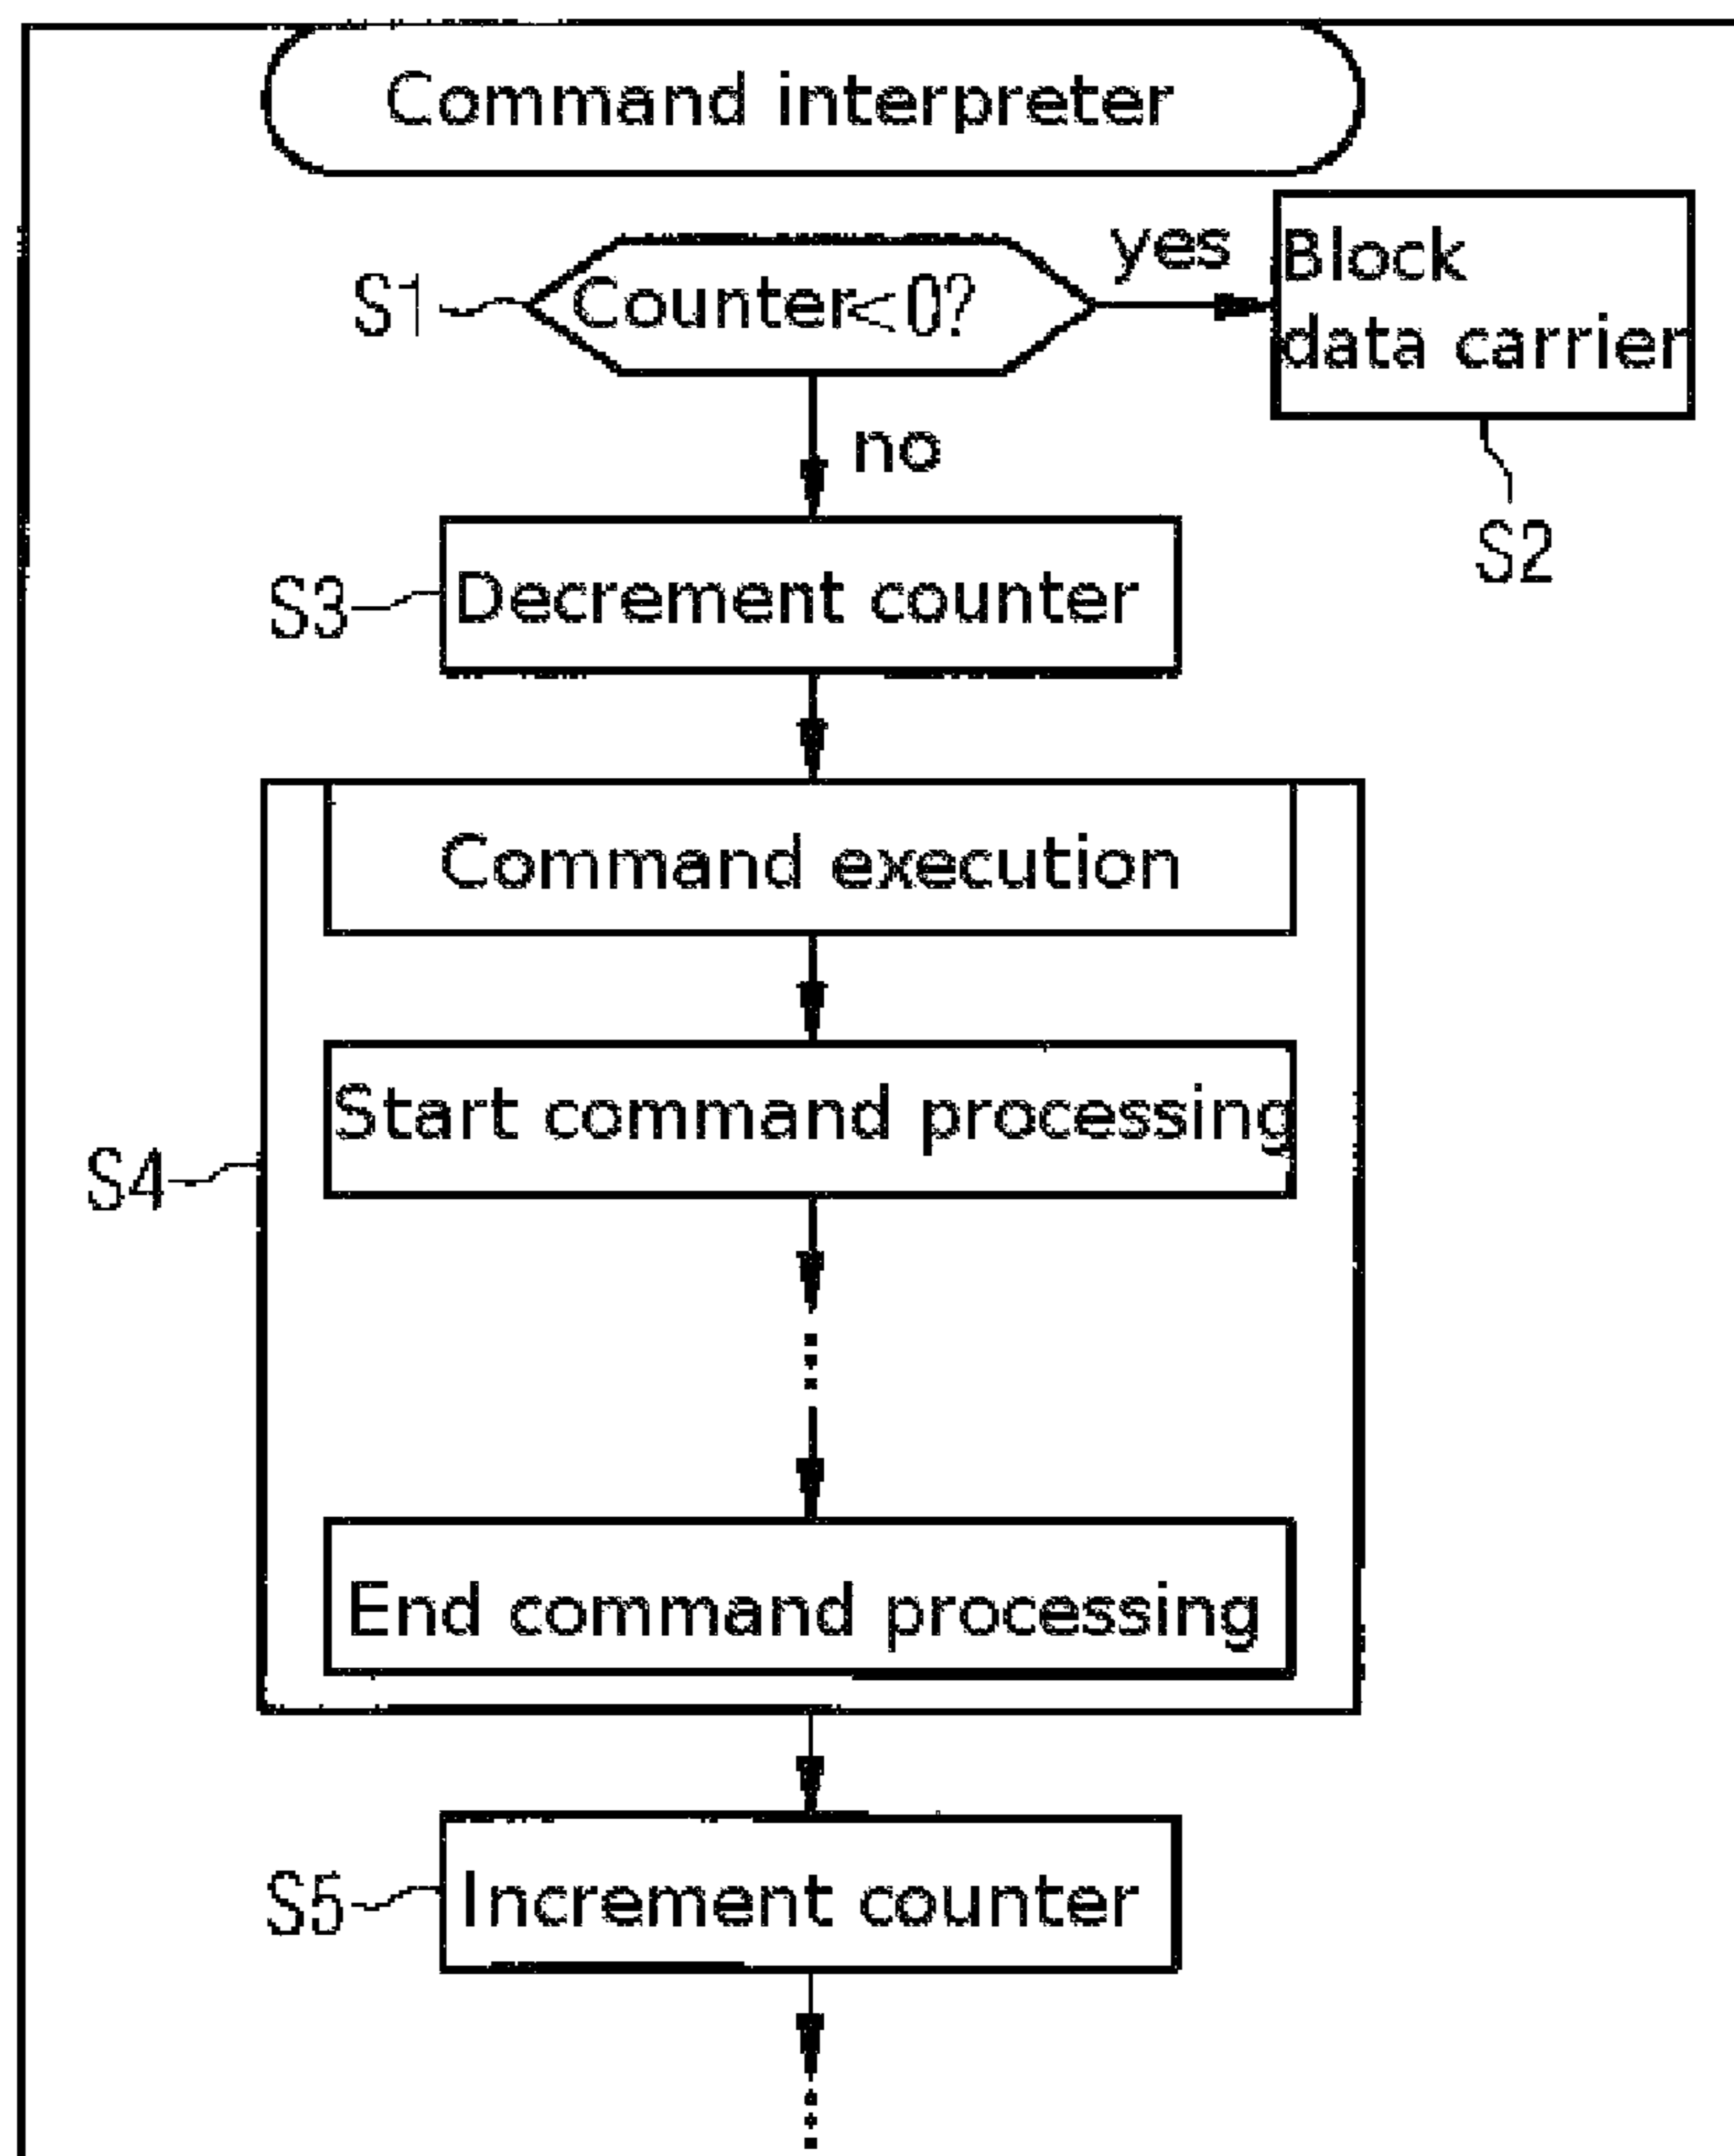 Command interpreter
S1
Counter<0?
yes
Block
data carrier
no
S2
S3
Decrement counter
Command execution
Start command processing
S4
End command processing
S5
Increment counter